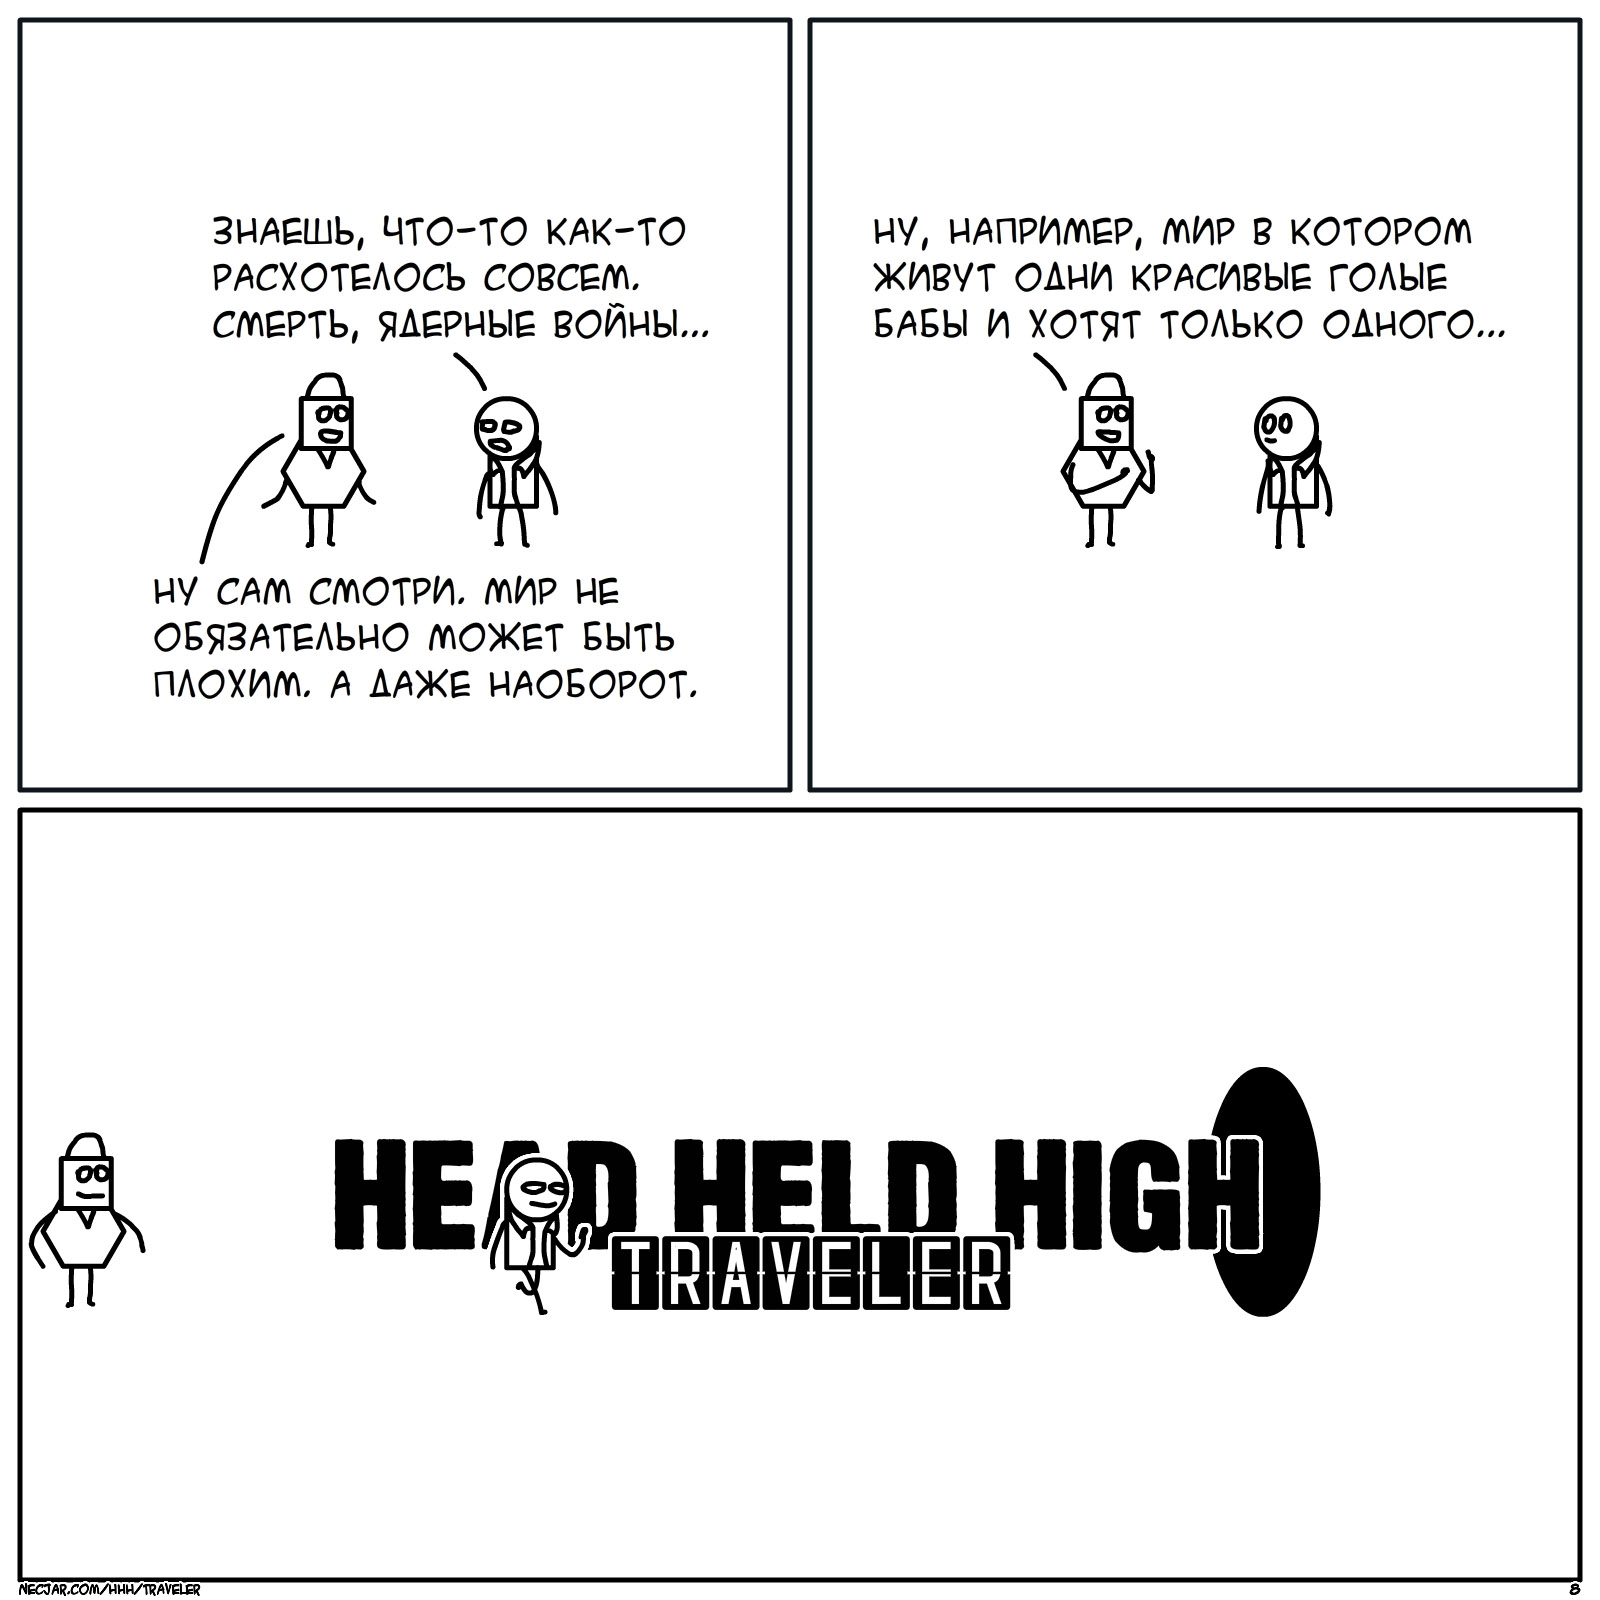 ЗНАЕШЬ, ЧТО-ТО КАК-ТО
РАСХОТЕЛОСЬ СОВСЕМ.
СМЕРТЬ, ЯДЕРНЫЕ ВОЙНЫ...
НУ САМ СМОТРИ. МИР НЕ
ОБЯЗАТЕЛЬНО МОЖЕТ БЫТЬ
ПЛОХИМ. А ДАЖЕ НАОБОРОТ.
НУ, НАПРИМЕР, МИР В КОТОРОМ
ЖИВУТ ОДНИ КРАСИВЫЕ ГОЛЫЕ
БАБЫ И ХОТЯТ ТОЛЬКО ОДНОГО...
HEAD HELD HIGH
TRAVELER
NECJAR.COM/HHH/TRAVELER
8